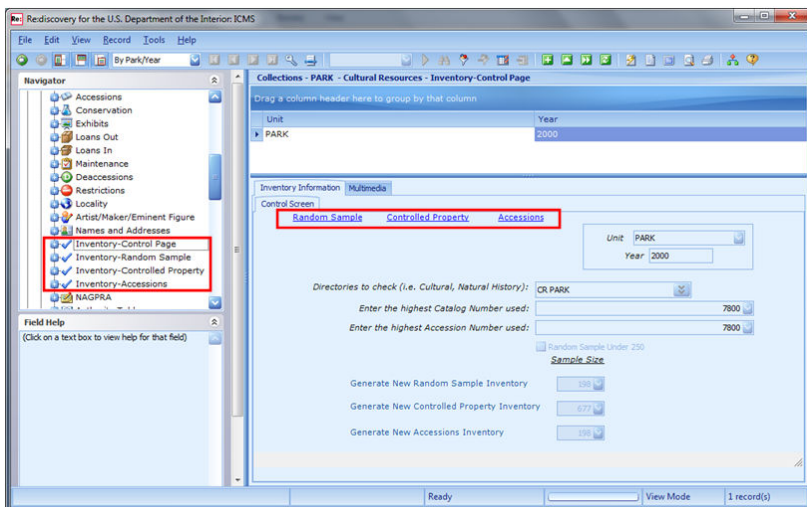 Re: Rediscovery for the U.S. Department of the Interior: ICMS
File Edit View Record Tools Help
By Park/Year
Navigator
Accessions
Conservation
Exhibits
Loans Out
Loans In
Maintenance
Deaccessions
Restrictions
Locality
Artist/Maker/Eminent Figure
Names and Addresses
Inventory-Control Page
Inventory-Random Sample
Inventory-Controlled Property
Inventory-Accessions
NAGPRA
Field Help
(Click on a text box to view help for that field)
Collections - PARK - Cultural Resources - Inventory-Control Page
Drag a column header here to group by that column
Unit Year
PARK 2000
Inventory Information Multimedia
Control Screen
Random Sample Controlled Property Accessions
Unit PARK
Year 2000
Directories to check (i.e. Cultural, Natural History): CR PARK
Enter the highest Catalog Number used: 7800
Enter the highest Accession Number used: 7800
Random Sample Under 250
Sample Size
Generate New Random Sample Inventory 198
Generate New Controlled Property Inventory 677
Generate New Accessions Inventory 198
Ready View Mode 1 record(s)